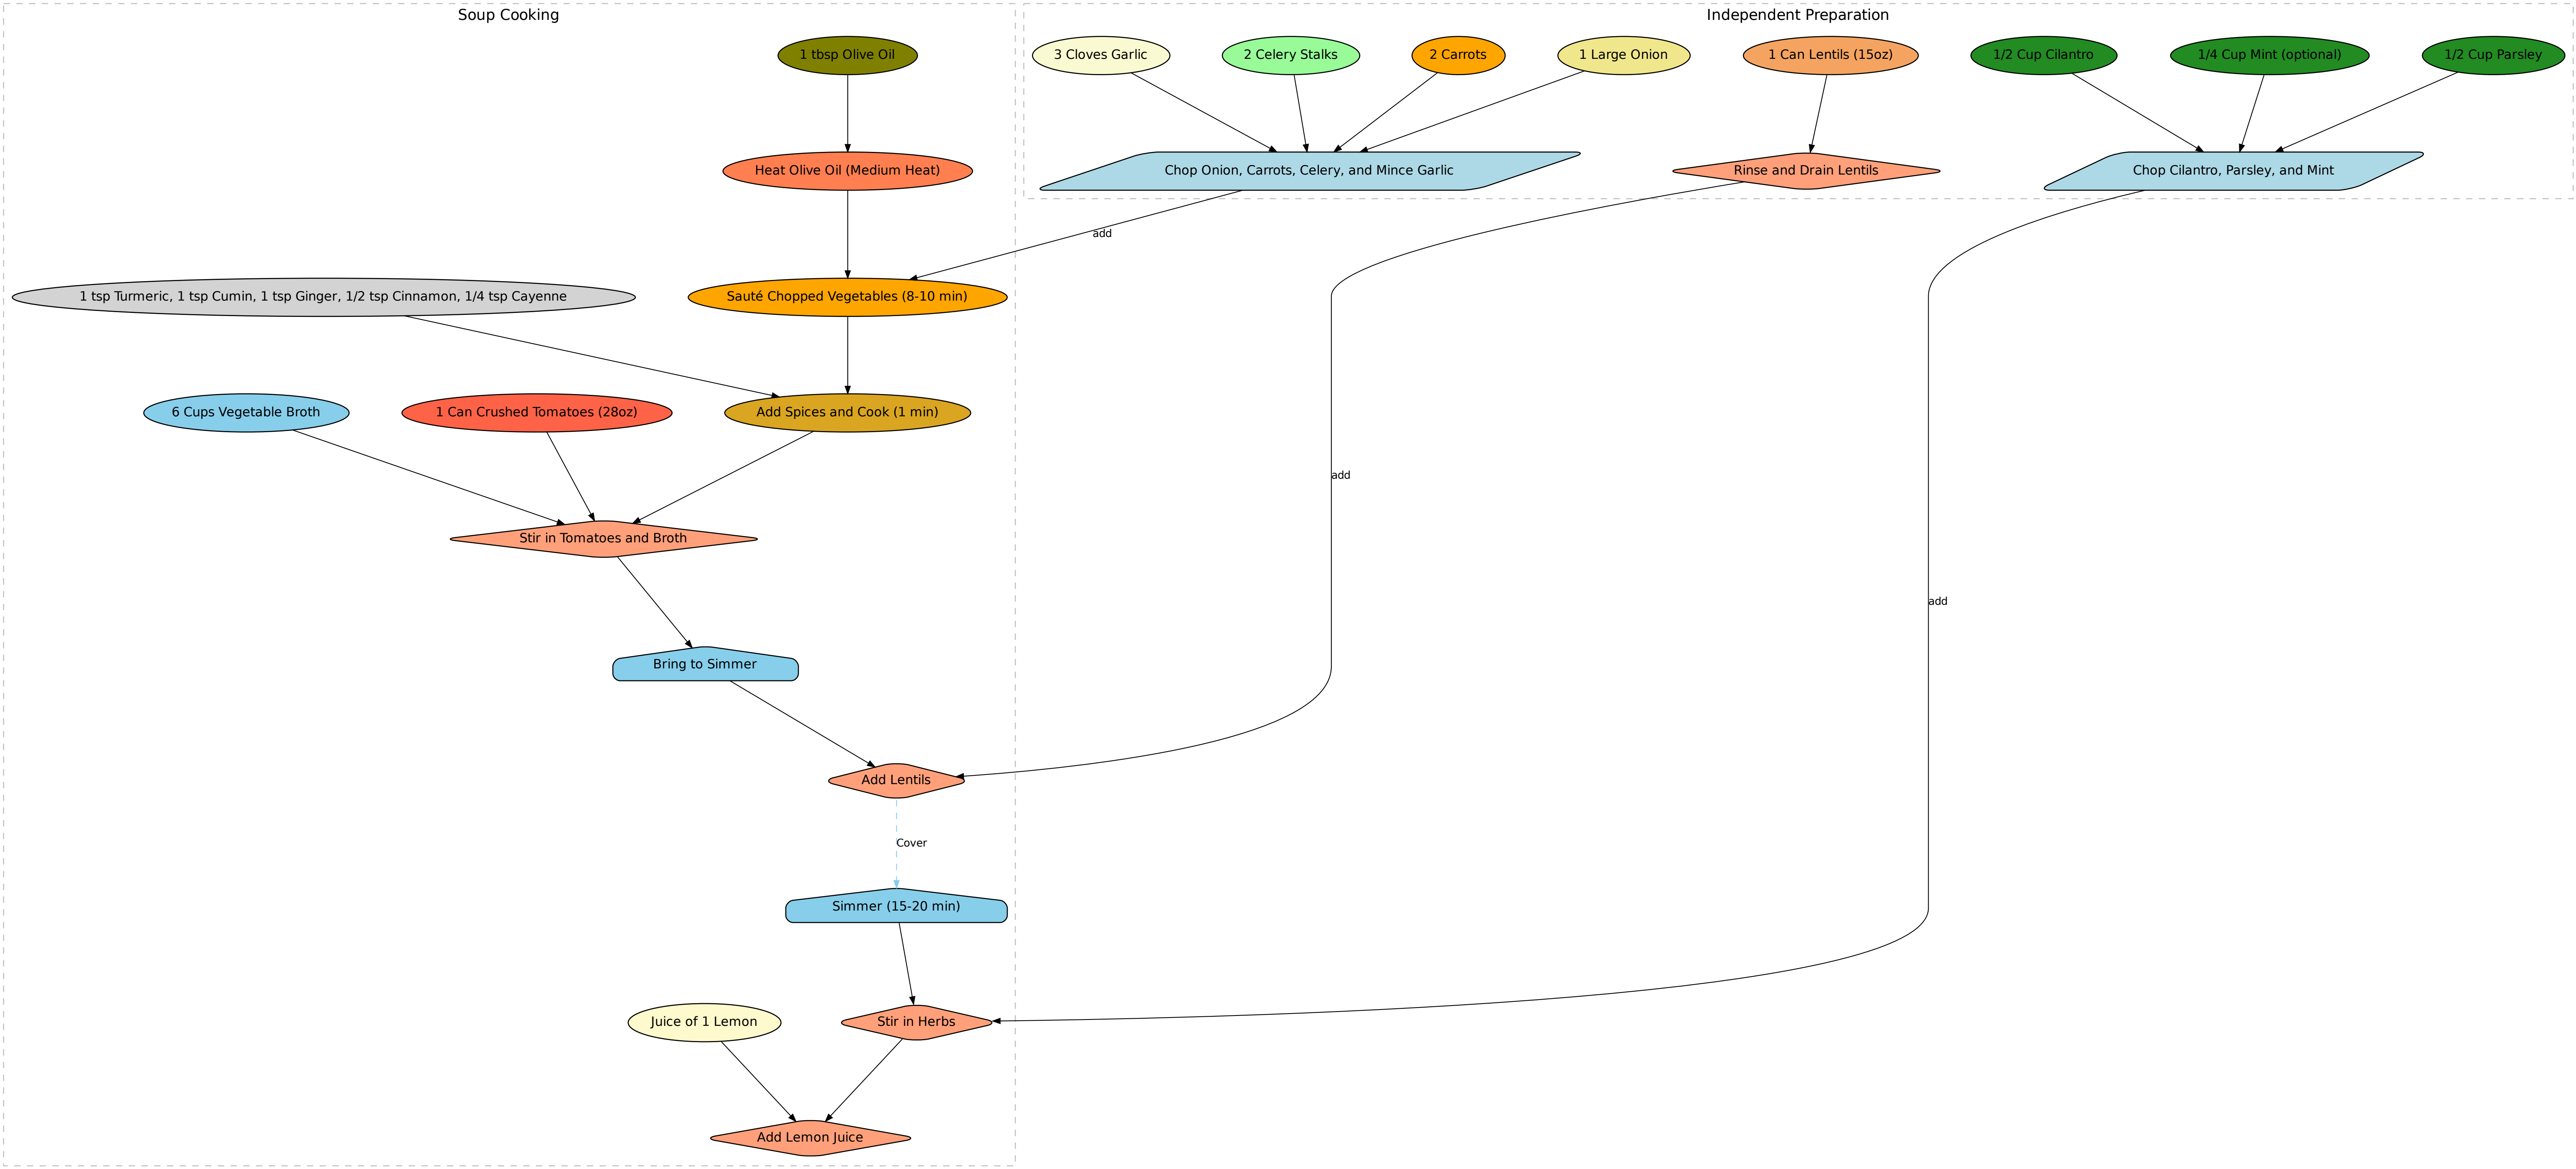 Soup Cooking
Independent Preparation
1 tbsp Olive Oil
3 Cloves Garlic
2 Celery Stalks
2 Carrots
1 Large Onion
1 Can Lentils (15oz)
1/2 Cup Cilantro
1/4 Cup Mint (optional)
1/2 Cup Parsley
Heat Olive Oil (Medium Heat)
Chop Onion, Carrots, Celery, and Mince Garlic
Rinse and Drain Lentils
Chop Cilantro, Parsley, and Mint
add
1 tsp Turmeric, 1 tsp Cumin, 1 tsp Ginger, 1/2 tsp Cinnamon, 1/4 tsp Cayenne
Sauté Chopped Vegetables (8-10 min)
6 Cups Vegetable Broth
1 Can Crushed Tomatoes (28oz)
Add Spices and Cook (1 min)
add
Stir in Tomatoes and Broth
add
Bring to Simmer
Add Lentils
Cover
Simmer (15-20 min)
Juice of 1 Lemon
Stir in Herbs
Add Lemon Juice